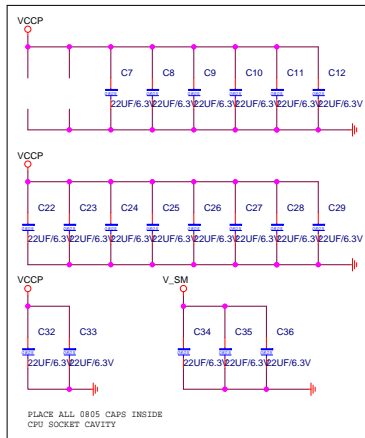 VCCP
C7 C8 C9 C10 C11 C12
22UF/6.3V 22UF/6.3V 22UF/6.3V 22UF/6.3V 22UF/6.3V 22UF/6.3V
VCCP
C22 C23 C24 C25 C26 C27 C28 C29
22UF/6.3V 22UF/6.3V 22UF/6.3V 22UF/6.3V 22UF/6.3V 22UF/6.3V 22UF/6.3V 22UF/6.3V
VCCP V_SM
C32 C33 C34 C35 C36
22UF/6.3V 22UF/6.3V 22UF/6.3V 22UF/6.3V 22UF/6.3V
PLACE ALL 0805 CAPS INSIDE
CPU SOCKET CAVITY